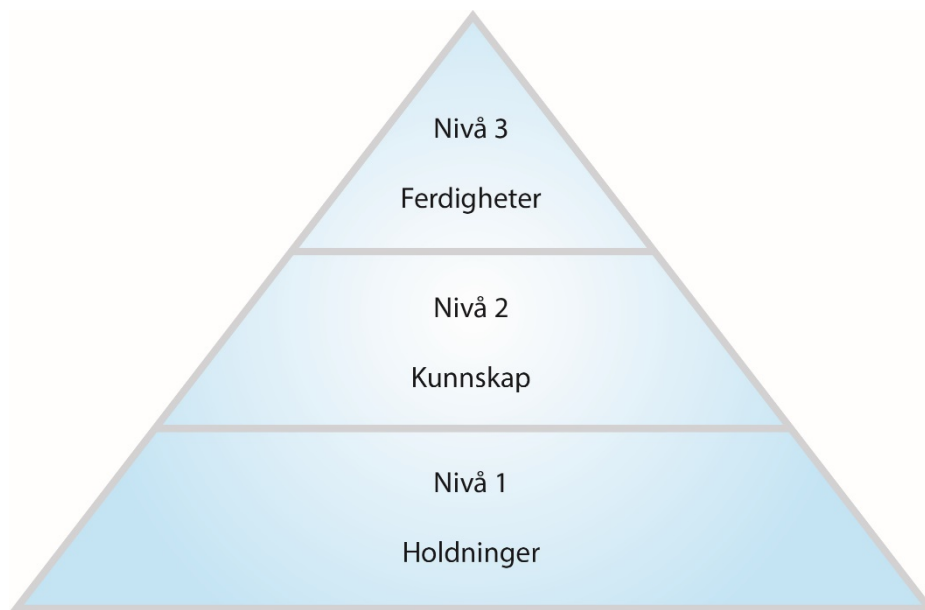 Nivå 3
Ferdigheter
Nivå 2
Kunnskap
Nivå 1
Holdninger